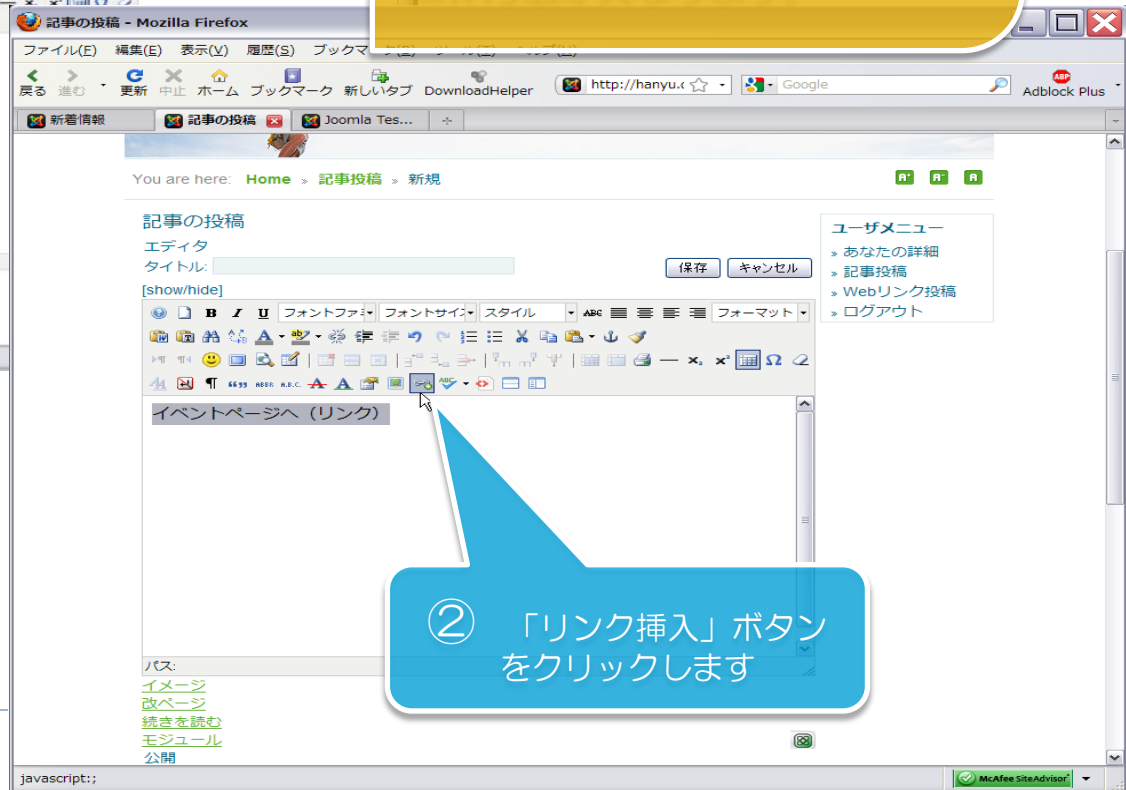 記事の投稿 - Mozilla Firefox
ファイル(F) 編集(E) 表示(V) 履歴(S) ブックマ
戻る 進む 更新 中止 ホーム ブックマーク 新しいタブ DownloadHelper http://hanyu.c Google ABP Adblock Plus
新着情報 記事の投稿 Joomla Tes...
You are here: Home » 記事投稿 » 新規
記事の投稿
エディタ
タイトル: 保存 キャンセル
[show/hide]
B I U フォントファミ フォントサイズ スタイル ABC フォーマット
パス:
イベントページへ（リンク）
② 「リンク挿入」ボタン
をクリックします
イメージ
改ページ
続きを読む
モジュール
公開
ユーザメニュー
» あなたの詳細
» 記事投稿
» Webリンク投稿
» ログアウト
javascript:;
McAfee SiteAdvisor